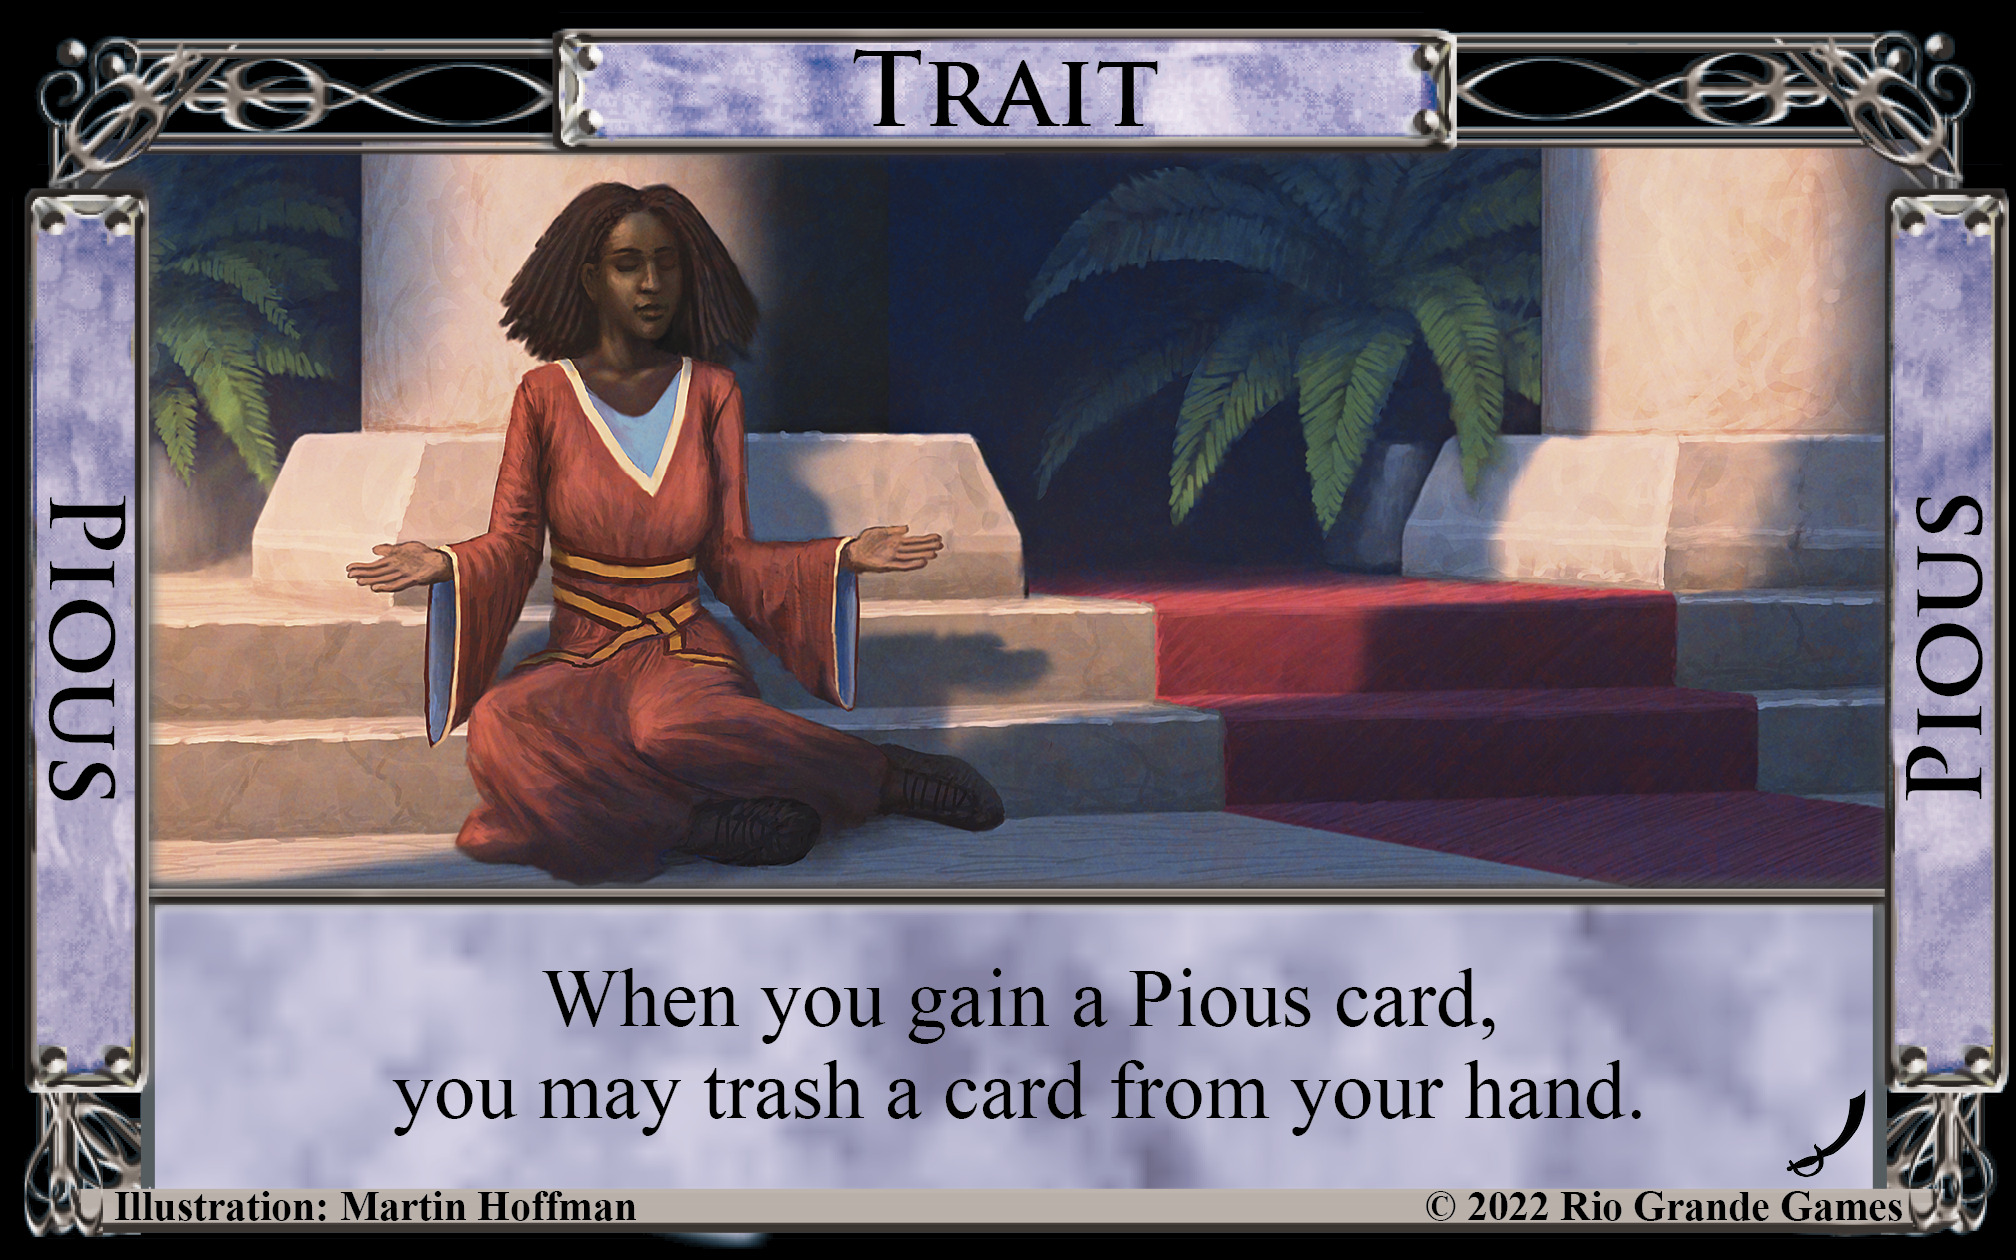 TRAIT
PIOUS
PIOUS
When you gain a Pious card,
you may trash a card from your hand.
Illustration: Martin Hoffman
© 2022 Rio Grande Games